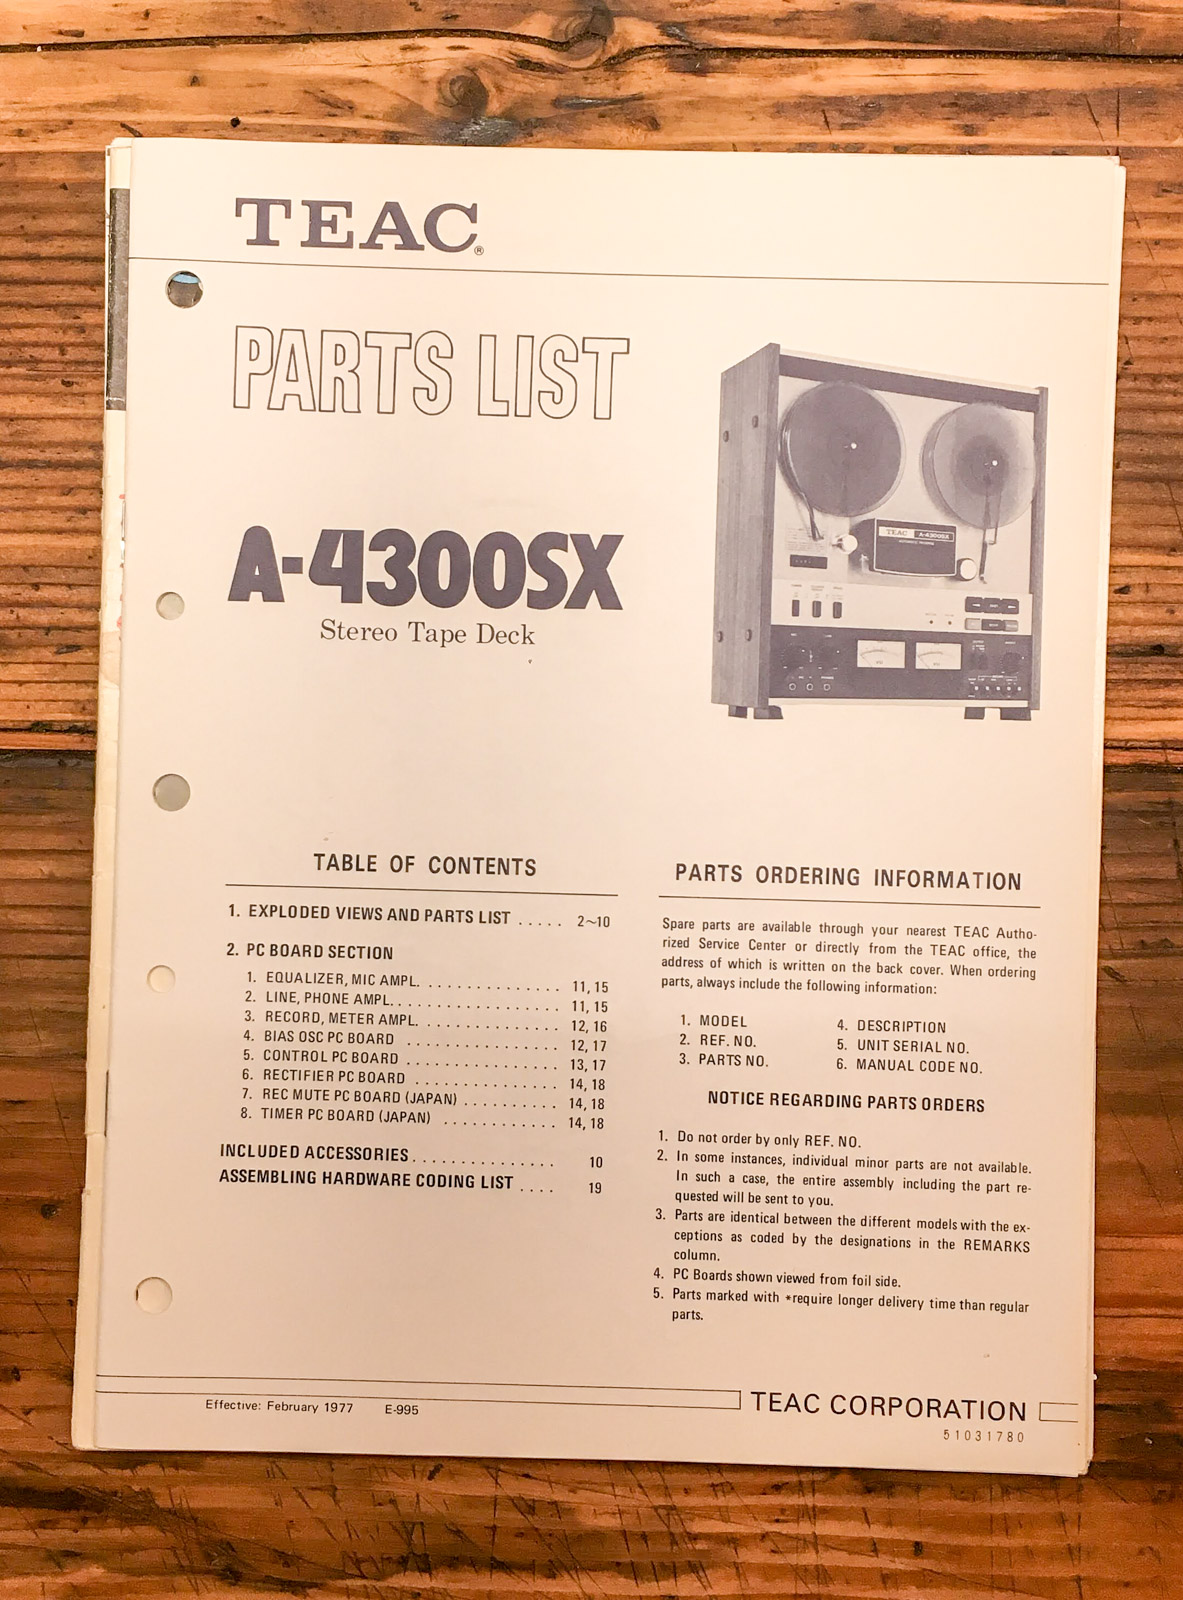 TEAC®
PARTS LIST
A-4300SX
Stereo Tape Deck
TEAC A-4300SX
TABLE OF CONTENTS
1. EXPLODED VIEWS AND PARTS LIST ..... 2~10
2. PC BOARD SECTION
1. EQUALIZER, MIC AMPL. .............. 11, 15
2. LINE, PHONE AMPL. ................ 11, 15
3. RECORD, METER AMPL. .............. 12, 16
4. BIAS OSC PC BOARD ............... 12, 17
5. CONTROL PC BOARD ............... 13, 17
6. RECTIFIER PC BOARD .............. 14, 18
7. REC MUTE PC BOARD (JAPAN) .......... 14, 18
8. TIMER PC BOARD (JAPAN) ............ 14, 18
INCLUDED ACCESSORIES ............... 10
ASSEMBLING HARDWARE CODING LIST .... 19
PARTS ORDERING INFORMATION
Spare parts are available through your nearest TEAC Autho-
rized Service Center or directly from the TEAC office, the
address of which is written on the back cover. When ordering
parts, always include the following information:
1. MODEL 4. DESCRIPTION
2. REF. NO. 5. UNIT SERIAL NO.
3. PARTS NO. 6. MANUAL CODE NO.
NOTICE REGARDING PARTS ORDERS
1. Do not order by only REF. NO.
2. In some instances, individual minor parts are not available.
In such a case, the entire assembly including the part re-
quested will be sent to you.
3. Parts are identical between the different models with the ex-
ceptions as coded by the designations in the REMARKS
column.
4. PC Boards shown viewed from foil side.
5. Parts marked with *require longer delivery time than regular
parts.
Effective: February 1977 E-995
TEAC CORPORATION
51031780